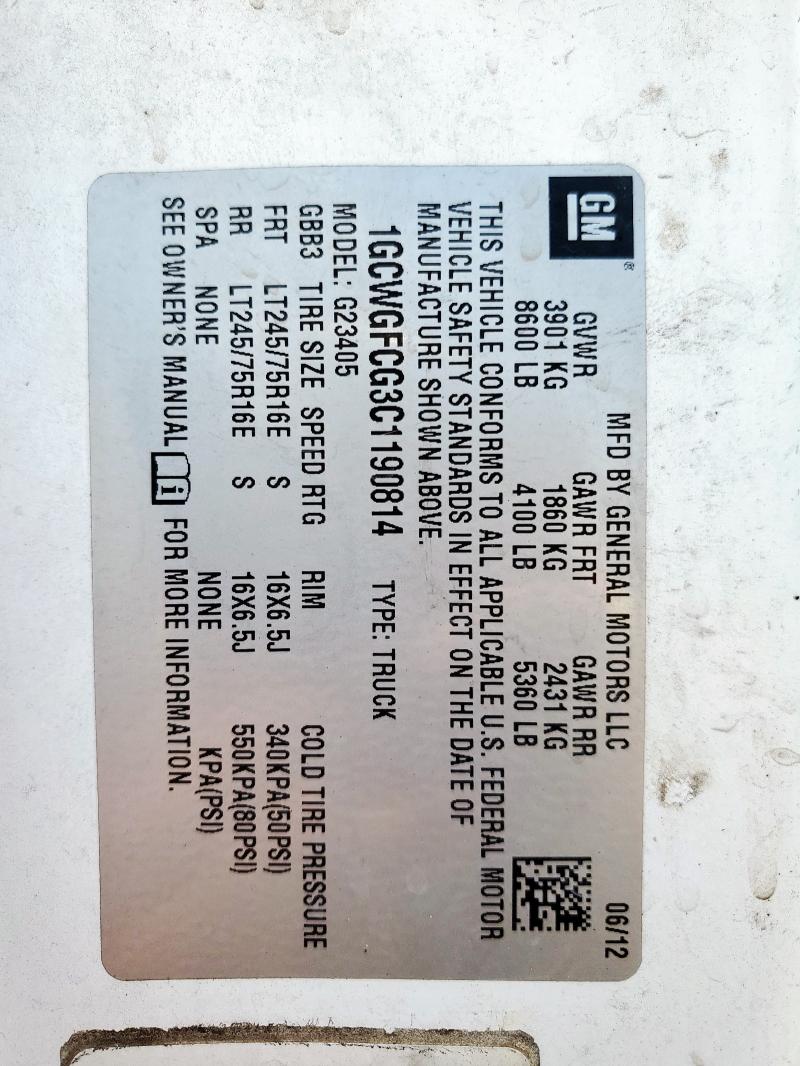 GM®
MFD BY GENERAL MOTORS LLC 06/12
GVWR GAWR FRT GAWR RR
3901 KG 1860 KG 2431 KG
8600 LB 4100 LB 5360 LB
THIS VEHICLE CONFORMS TO ALL APPLICABLE U.S. FEDERAL MOTOR
VEHICLE SAFETY STANDARDS IN EFFECT ON THE DATE OF
MANUFACTURE SHOWN ABOVE.
1GCWGFCG3C1190814 TYPE: TRUCK
MODEL: G23405
GBB3 TIRE SIZE SPEED RTG RIM COLD TIRE PRESSURE
FRT LT245/75R16E S 16X6.5J 340KPA(50PSI)
RR LT245/75R16E S 16X6.5J 550KPA(80PSI)
SPA NONE NONE KPA(PSI)
SEE OWNER'S MANUAL i FOR MORE INFORMATION.